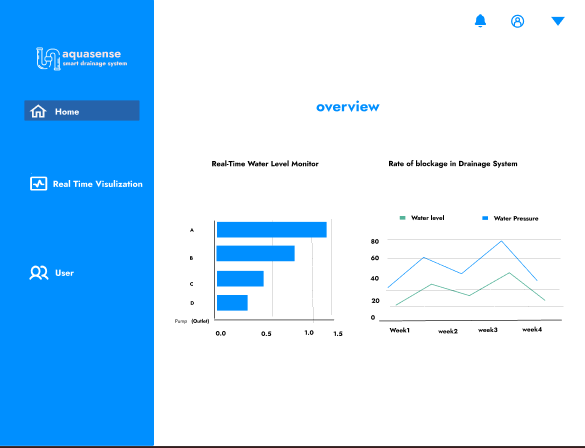 aquasense
smart drainage system
Home
Real Time Visulization
User
overview
Real-Time Water Level Monitor
A
B
C
D
Pump (Outlet)
0.0 0.5 1.0 1.5
Rate of blockage in Drainage System
Water level Water Pressure
80
60
40
20
0
Week1 week2 week3 week4